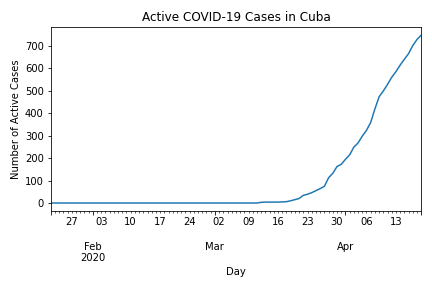 Active COVID-19 Cases in Cuba
Number of Active Cases
700
600
500
400
300
200
100
0
27 03 10 17 24 02 09 16 23 30 06 13
Feb Mar Apr
2020
Day